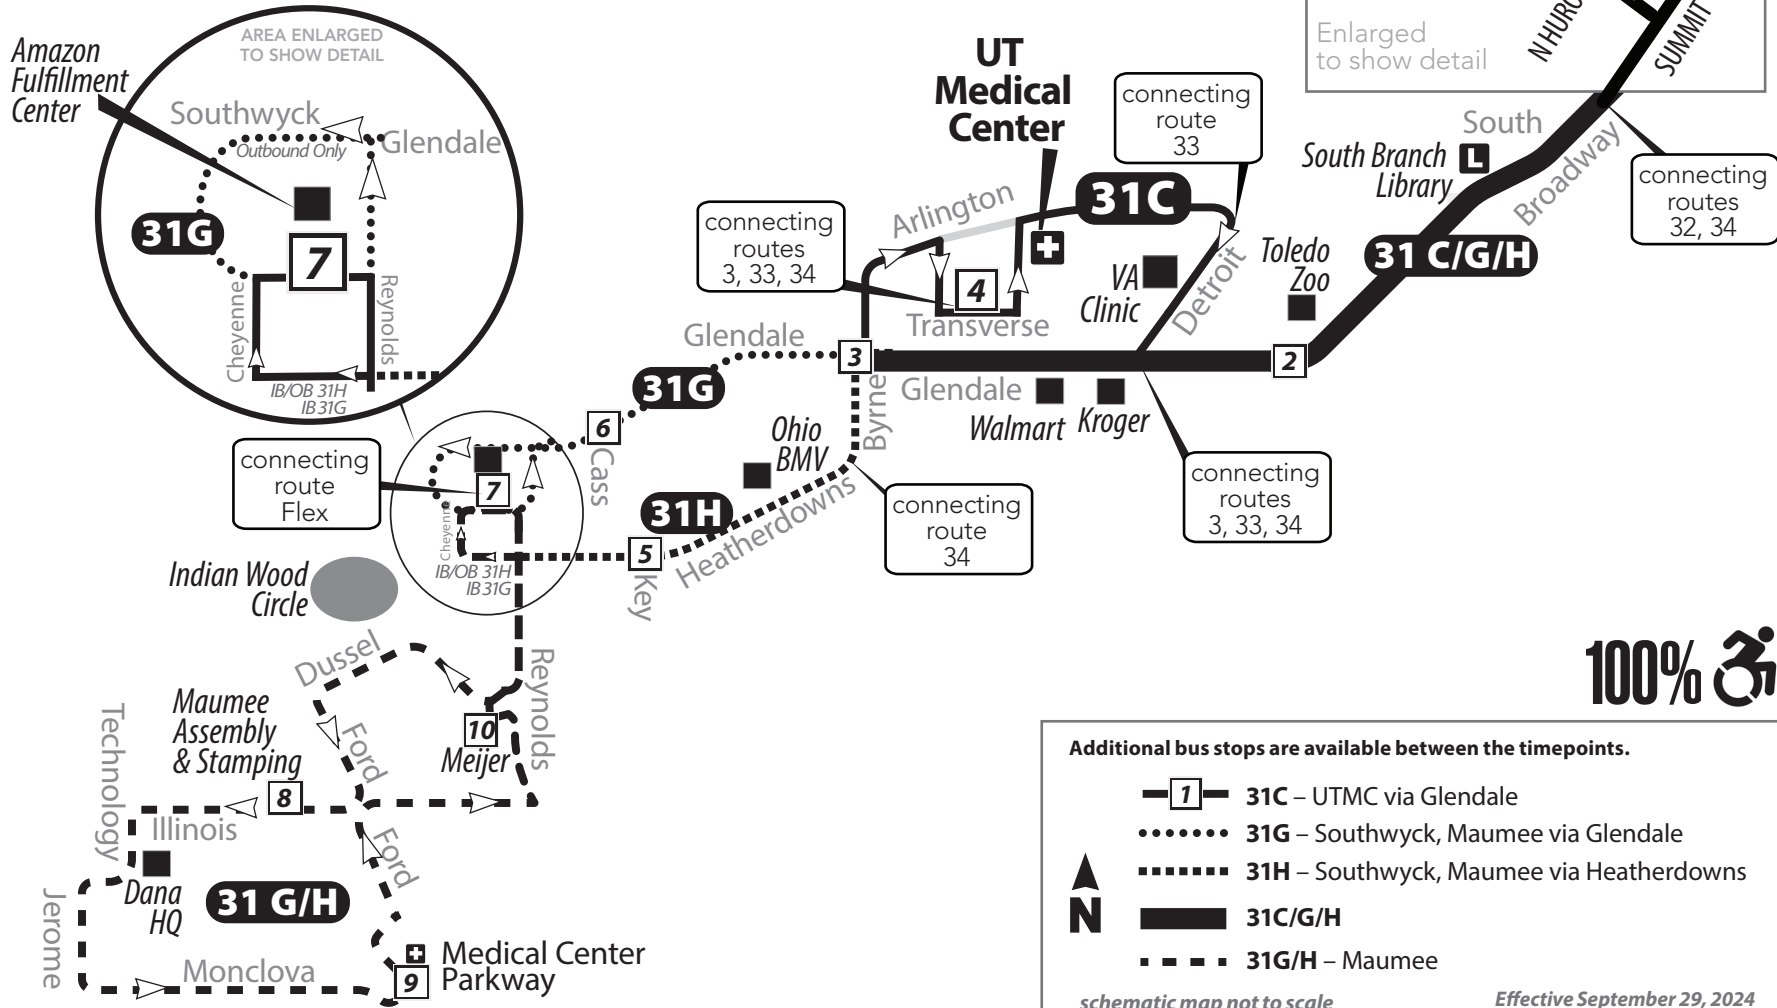 AREA ENLARGED
TO SHOW DETAIL
Amazon
Fulfillment
Center
Southwyck
Outbound Only
Glendale
31G
7
Cheyenne
Reynolds
IB/OB 31H
IB31G
Enlarged
to show detail
N HURO
SUMMIT
UT
Medical
Center
connecting
route
33
South
South Branch
Library
L
Broadway
connecting
routes
32, 34
31C
Arlington
connecting
routes
3, 33, 34
4
Transverse
VA
Clinic
Detroit
Toledo
Zoo
31 C/G/H
Glendale
3
2
31G
Byrne
Glendale
Walmart
Kroger
6
Cass
Ohio
BMV
connecting
route
Flex
7
Cheyenne
IB/OB 31H
IB31G
31H
5
Key
Heatherdowns
connecting
route
34
connecting
routes
3, 33, 34
Indian Wood
Circle
Dussel
Reynolds
Maumee
Assembly
& Stamping
Technology
Ford
10
Meijer
8
Illinois
Ford
Dana
HQ
31 G/H
Jerome
Monclova
9
Medical Center
Parkway
100%
Additional bus stops are available between the timepoints.
1 31C – UTMC via Glendale
31G – Southwyck, Maumee via Glendale
31H – Southwyck, Maumee via Heatherdowns
31C/G/H
31G/H – Maumee
N
schematic map not to scale
Effective September 29, 2024